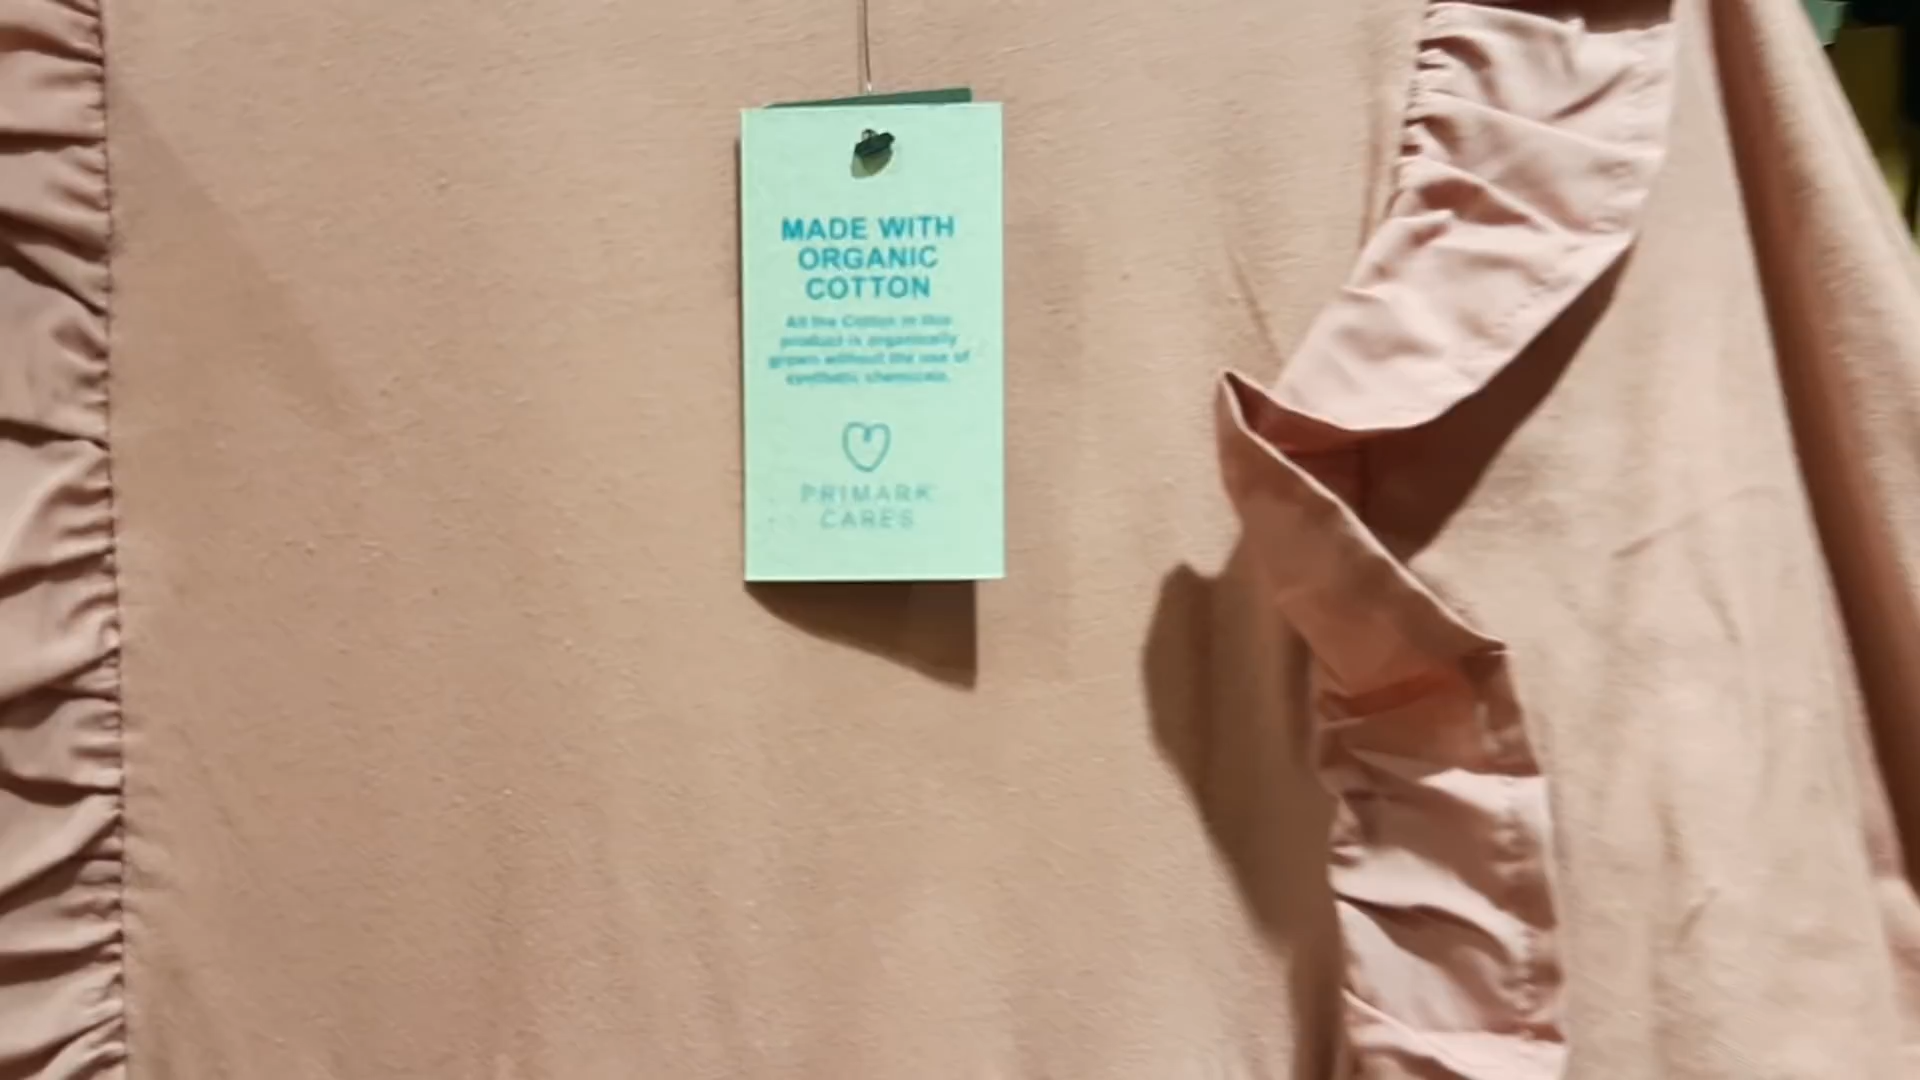 MADE WITH
ORGANIC
COTTON
All the Cotton in this
product is organically
grown without the use of
synthetic chemicals.
PRIMARK
CARES